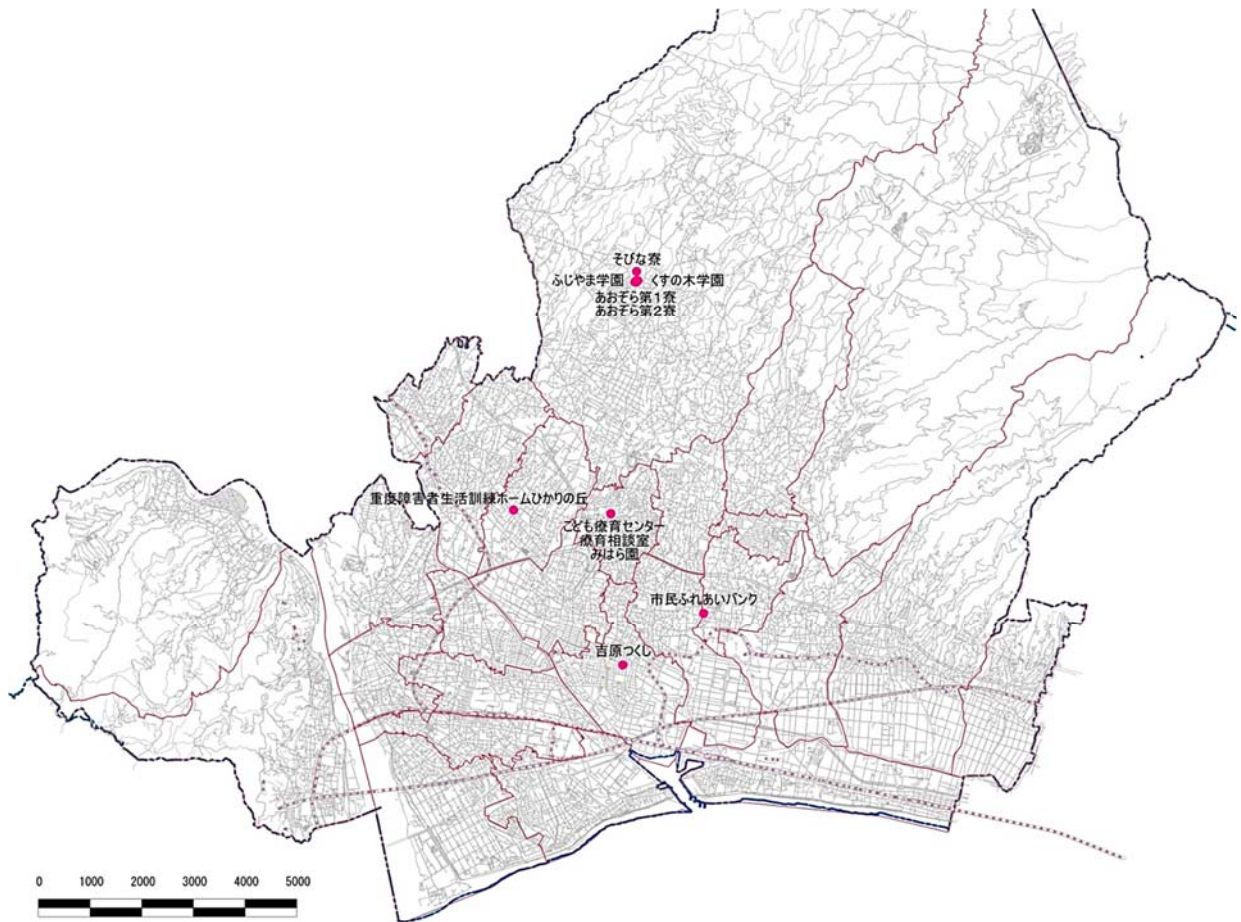 そびな寮
ふじやま学園 くすの木学園
あおぞら第1寮
あおぞら第2寮
重度障害者生活訓練ホームひかりの丘
こども療育センター
療育相談室
みはら園
市民ふれあいバンク
吉原つくし
0 1000 2000 3000 4000 5000